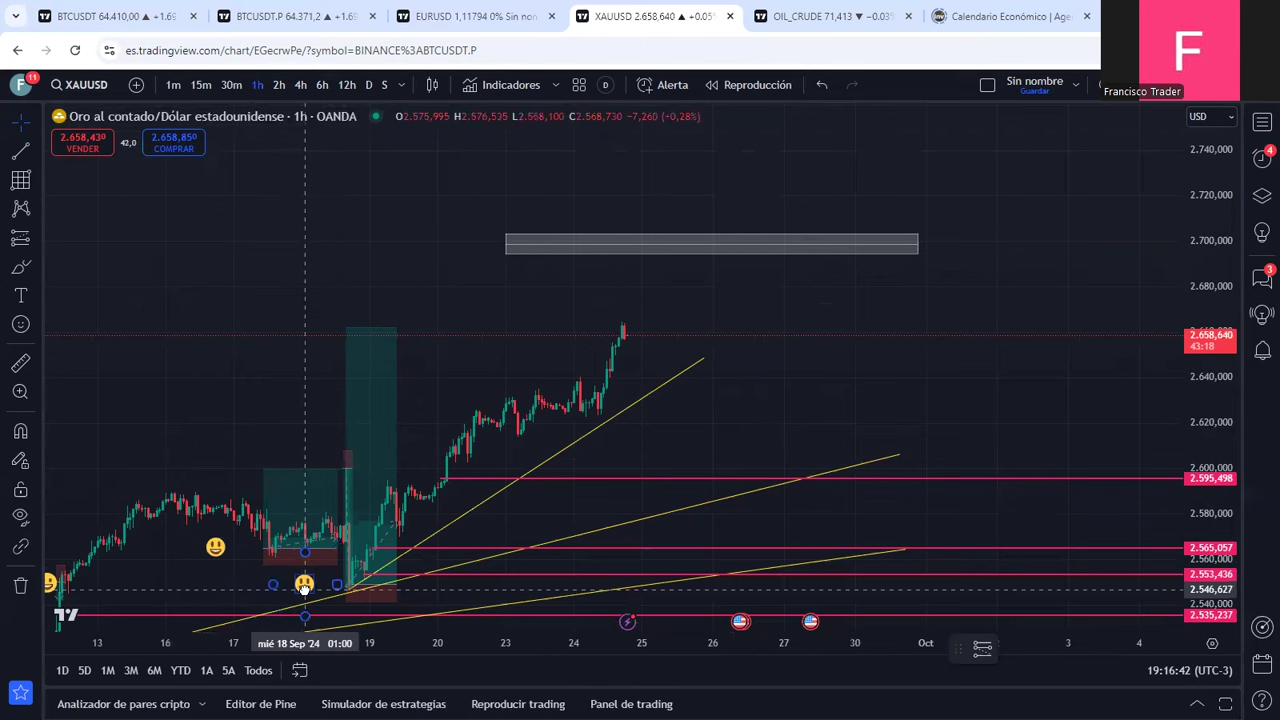 BTCUSDT 64.410,00 ▲ +1.69
BTCUSDT.P 64.371,2 ▲ +1.6
EURUSD 1,11794 0% Sin non
XAUUSD 2.658,640 ▲ +0.05
OIL_CRUDE 71,413 ▼ −0.03
Calendario Económico | Age
es.tradingview.com/chart/EGecrwPe/?symbol=BINANCE%3ABTCUSDT.P
F
Francisco Trader
F
11
XAUUSD
1m 15m 30m 1h 2h 4h 6h 12h D S
Indicadores
D
Alerta
Reproducción
Sin nombre
Guardar
Oro al contado/Dólar estadounidense · 1h · OANDA
O2.575,995 H2.576,535 L2.568,100 C2.568,730 −7,260 (+0,28%)
USD
2.658,430
VENDER
42,0
2.658,850
COMPRAR
4
3
2.740,000
2.720,000
2.700,000
2.680,000
2.658,640
43:18
2.640,000
2.620,000
2.600,000
2.595,498
2.580,000
2.565,057
2.560,000
2.553,436
2.546,627
2.540,000
2.535,237
13 16 17 mié 18 Sep '24 01:00 19 20 23 24 25 26 27 30 Oct 3 4
1D 5D 1M 3M 6M YTD 1A 5A Todos
19:16:42 (UTC-3)
Analizador de pares cripto
Editor de Pine
Simulador de estrategias
Reproducir trading
Panel de trading